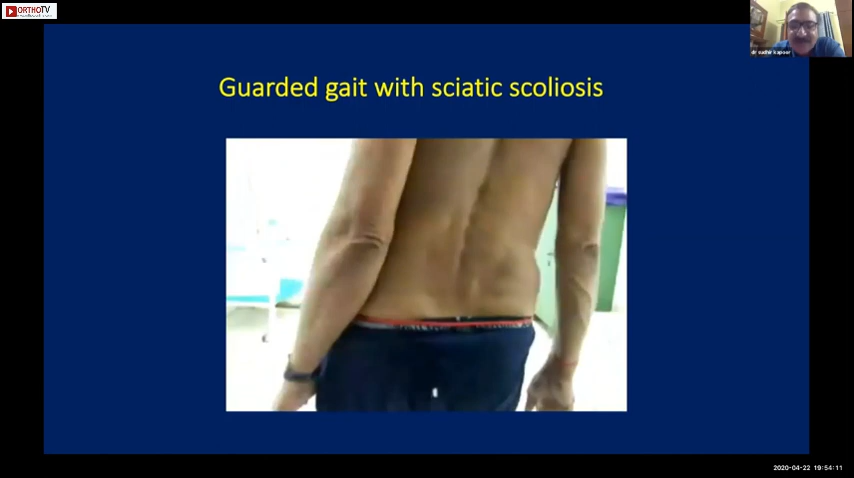 ORTHOTV
dr sudhir kapoor
Guarded gait with sciatic scoliosis
2020-04-22 19:54:11